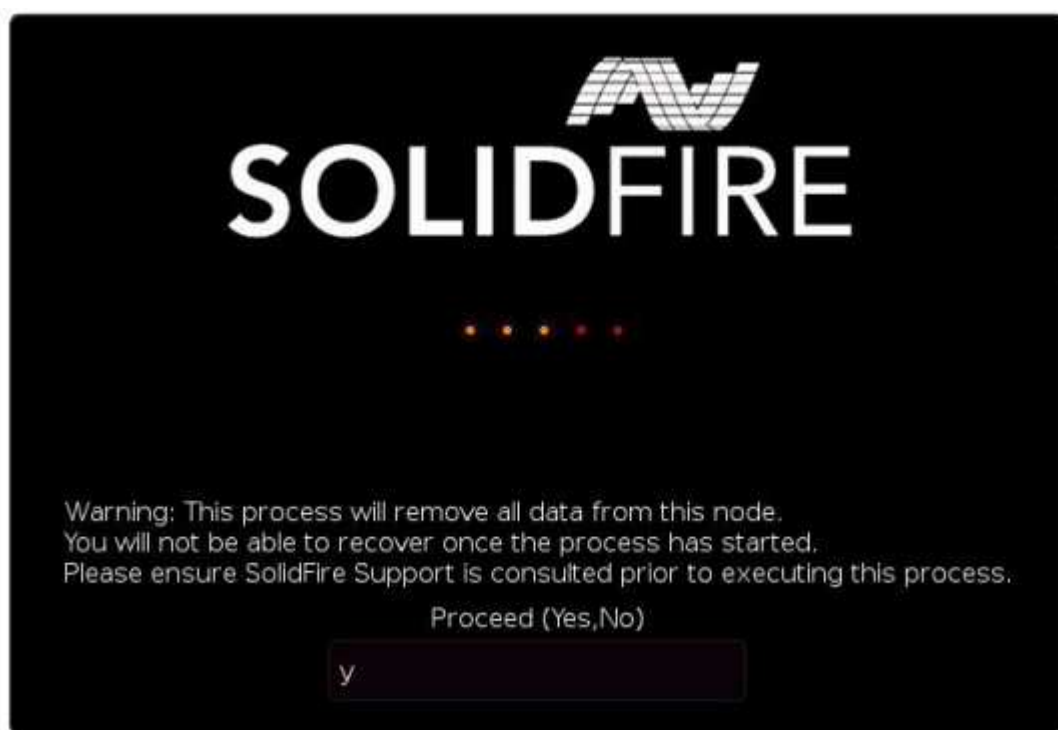 SOLIDFIRE
Warning: This process will remove all data from this node.
You will not be able to recover once the process has started.
Please ensure SolidFire Support is consulted prior to executing this process.
Proceed (Yes,No)
y